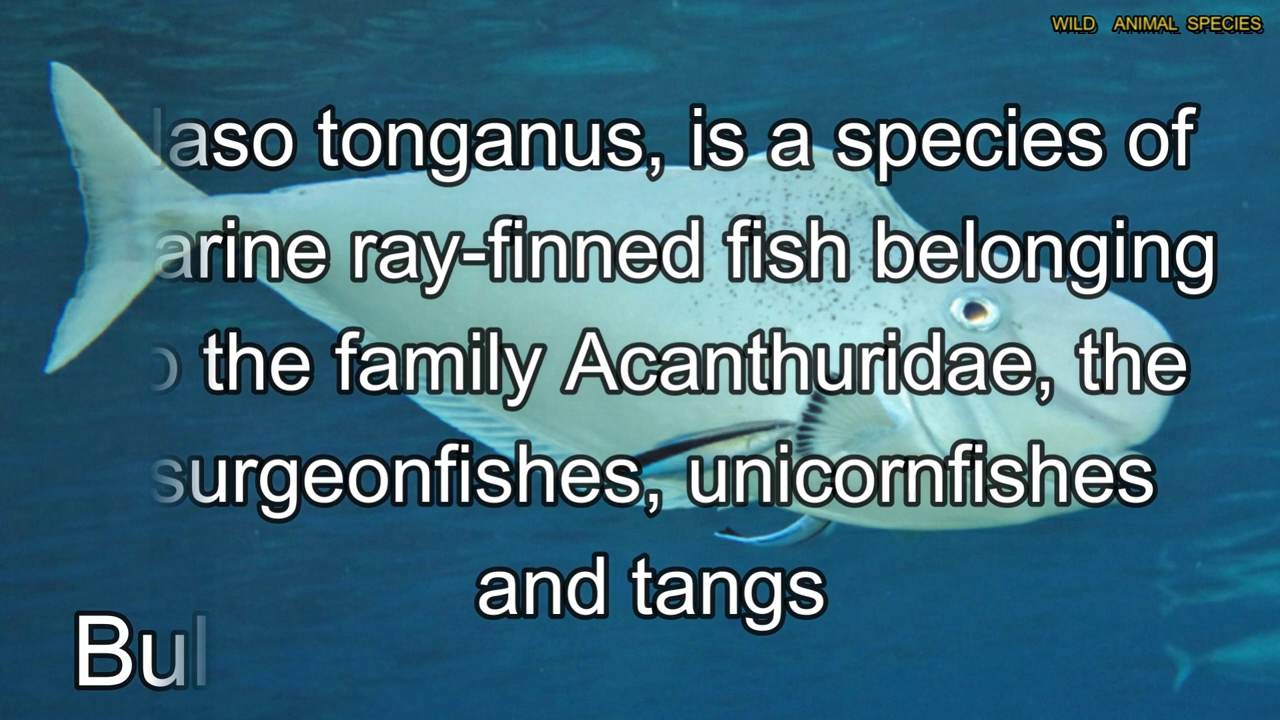 WILD ANIMAL SPECIES
aso tonganus, is a species of
arine ray-finned fish belonging
o the family Acanthuridae, the
surgeonfishes, unicornfishes
and tangs
Bul